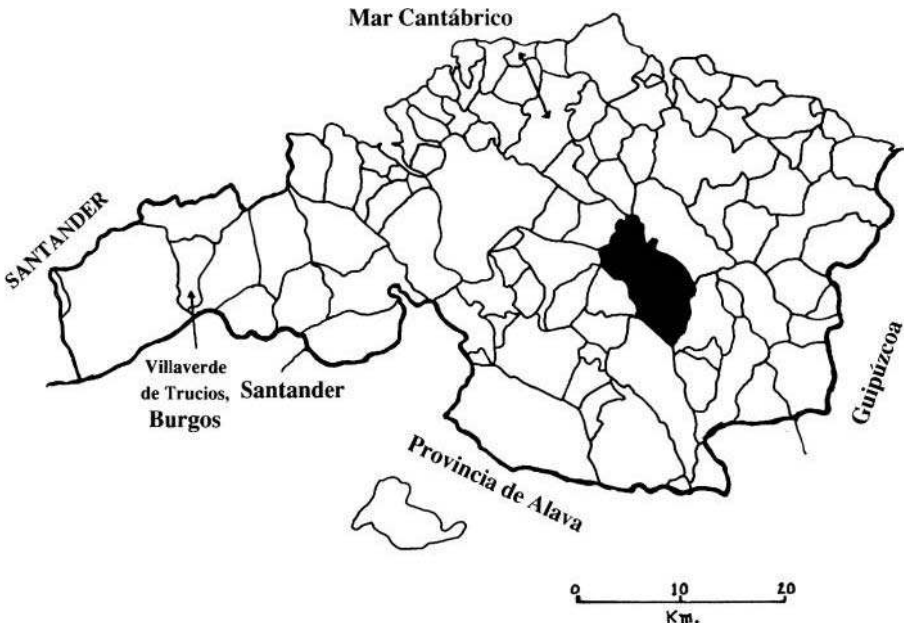 Mar Cantábrico
SANTANDER
Villaverde
de Trucios,
Burgos
Santander
Guipúzcoa
Provincia de Alava
0 10 20
Km.